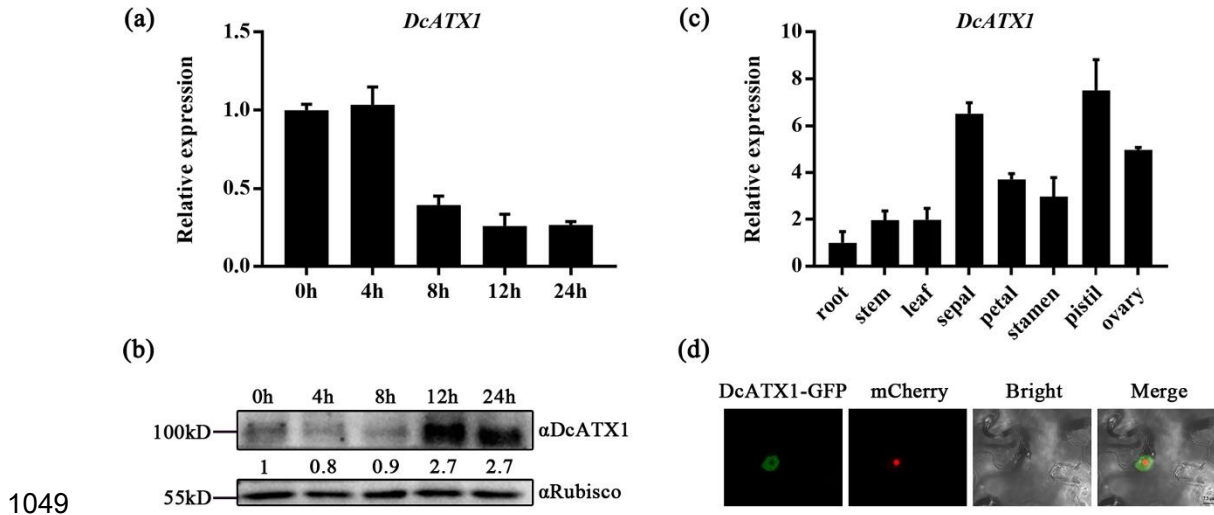 (a)
DcATX1
Relative expression
1.5
1.0
0.5
0.0
0h 4h 8h 12h 24h
(c)
DcATX1
Relative expression
10
8
6
4
2
0
root stem leaf sepal petal stamen pistil ovary
(b)
0h 4h 8h 12h 24h
100kD αDcATX1
1 0.8 0.9 2.7 2.7
55kD αRubisco
(d)
DcATX1-GFP mCherry Bright Merge
1049